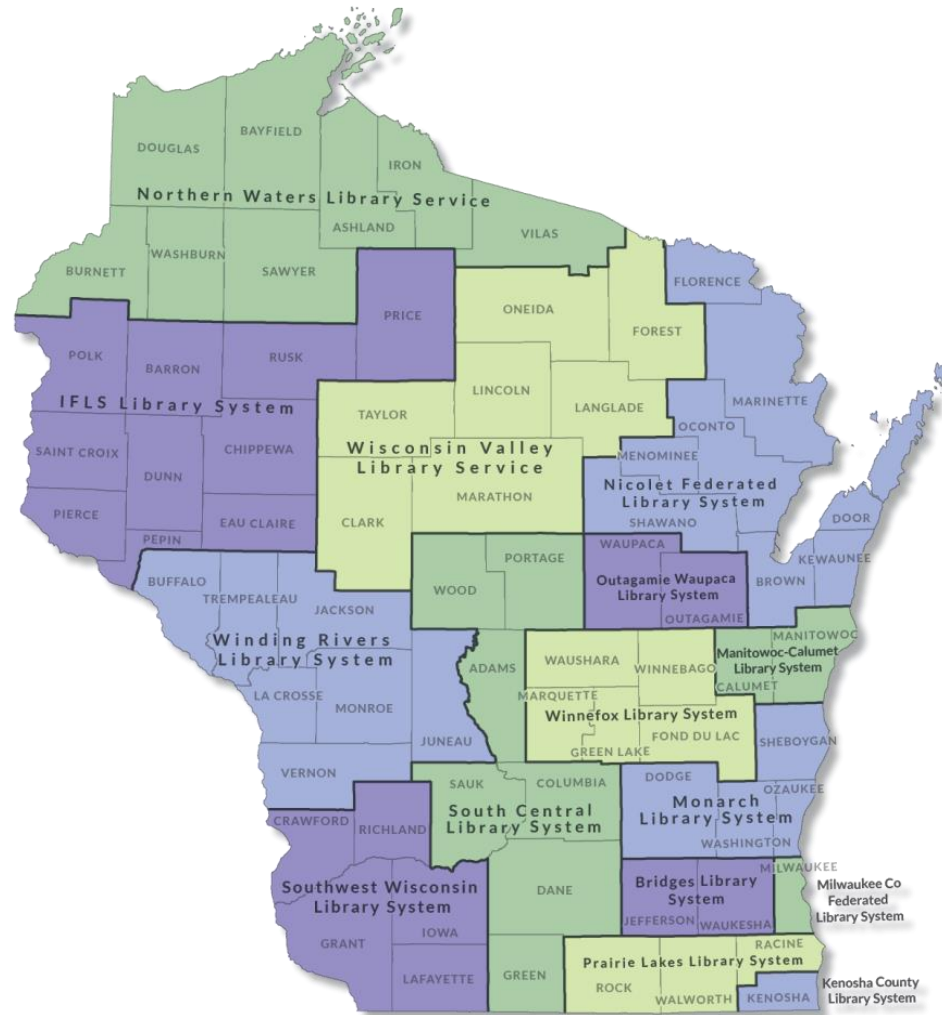 BAYFIELD
DOUGLAS
IRON
Northern Waters Library Service
ASHLAND
VILAS
WASHBURN
BURNETT
SAWYER
FLORENCE
PRICE
ONEIDA
FOREST
POLK
RUSK
BARRON
LINCOLN
IFLS Library System
LANGLADE
MARINETTE
TAYLOR
OCONTO
Wisconsin Valley
Library Service
SAINT CROIX
CHIPPEWA
MENOMINEE
DUNN
MARATHON
Nicolet Federated
Library System
PIERCE
EAU CLAIRE
CLARK
SHAWANO
DOOR
PEPIN
WAUPACA
PORTAGE
KEWAUNEE
BUFFALO
WOOD
Outagamie Waupaca
Library System
BROWN
TREMPEALEAU
JACKSON
OUTAGAMIE
Winding Rivers
Library System
MANITOWOC
ADAMS
WAUSHARA
WINNEBAGO
Manitowoc-Calumet
Library System
CALUMET
LA CROSSE
MONROE
MARQUETTE
Winnefox Library System
JUNEAU
GREEN LAKE
FOND DU LAC
SHEBOYGAN
VERNON
SAUK
COLUMBIA
DODGE
OZAUKEE
South Central
Library System
Monarch
Library System
CRAWFORD
RICHLAND
WASHINGTON
MILWAUKEE
Bridges Library
System
Milwaukee Co
Federated
Library System
Southwest Wisconsin
Library System
DANE
JEFFERSON
WAUKESHA
GRANT
IOWA
RACINE
Prairie Lakes Library System
LAFAYETTE
GREEN
ROCK
WALWORTH
KENOSHA
Kenosha County
Library System